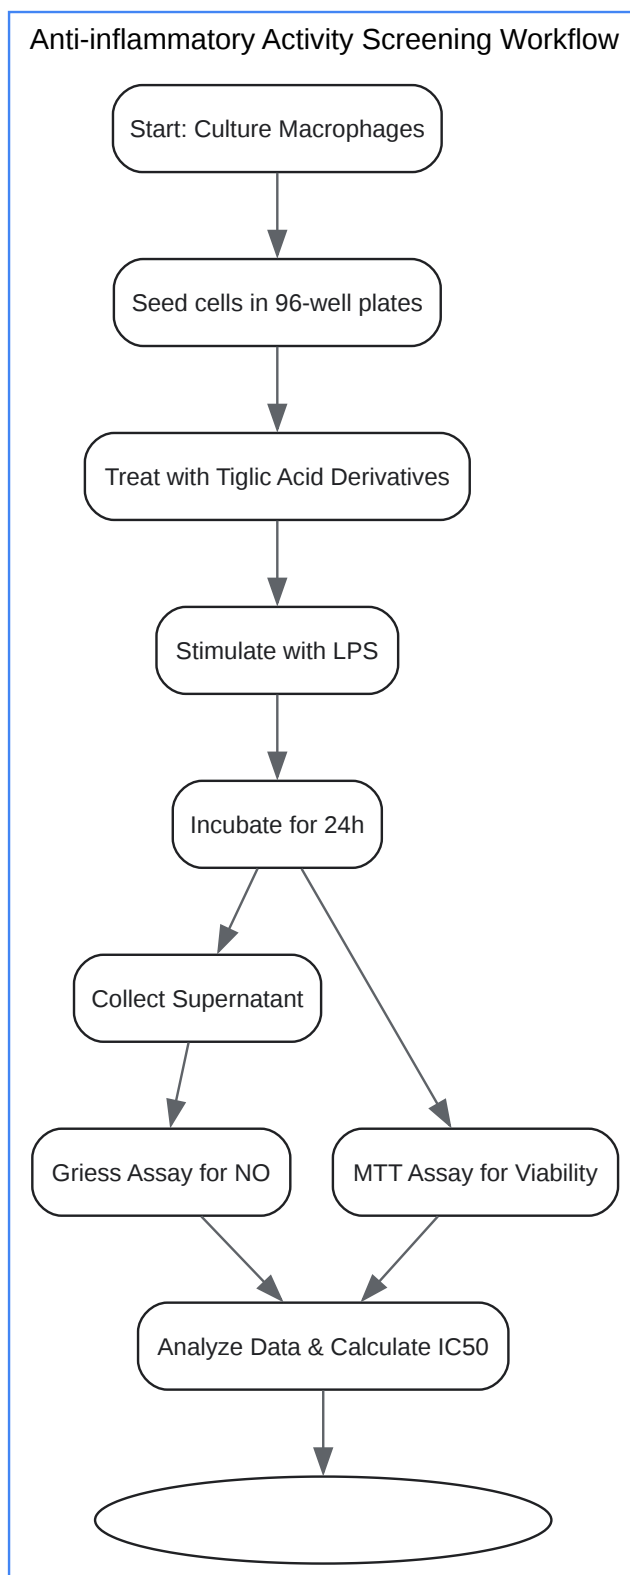 Anti-inflammatory Activity Screening Workflow
Start: Culture Macrophages
Seed cells in 96-well plates
Treat with Tiglic Acid Derivatives
Stimulate with LPS
Incubate for 24h
Collect Supernatant
Griess Assay for NO
MTT Assay for Viability
Analyze Data & Calculate IC50